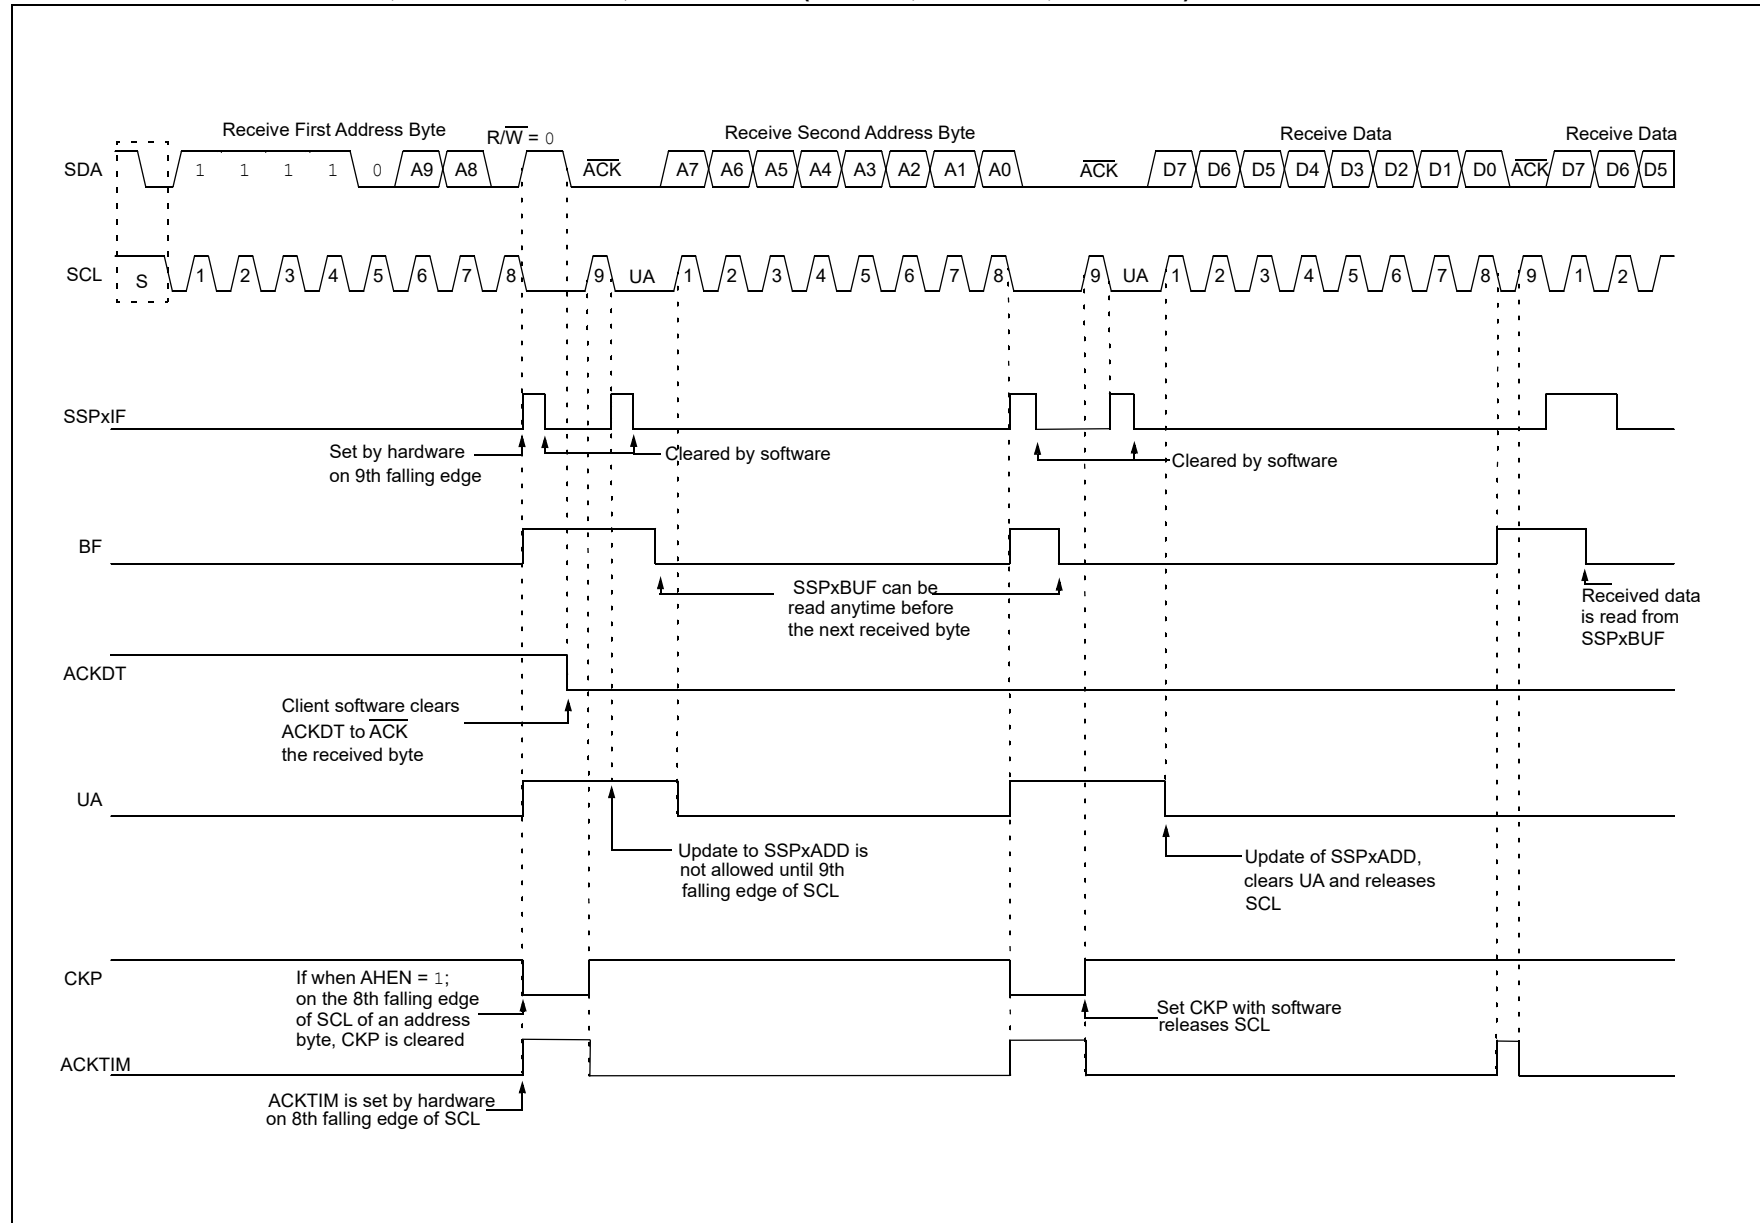 Receive First Address Byte
R/W = 0
Receive Second Address Byte
Receive Data
Receive Data
SDA
1 1 1 1 0 A9 A8
ACK
A7 A6 A5 A4 A3 A2 A1 A0
ACK
D7 D6 D5 D4 D3 D2 D1 D0 ACK D7 D6 D5
SCL
S
1 2 3 4 5 6 7 8 9 UA 1 2 3 4 5 6 7 8 9 UA 1 2 3 4 5 6 7 8 9 1 2
SSPxIF
Set by hardware
on 9th falling edge
Cleared by software
Cleared by software
BF
SSPxBUF can be
read anytime before
the next received byte
Received data
is read from
SSPxBUF
ACKDT
Client software clears
ACKDT to ACK
the received byte
UA
Update to SSPxADD is
not allowed until 9th
falling edge of SCL
Update of SSPxADD,
clears UA and releases
SCL
CKP
If when AHEN = 1;
on the 8th falling edge
of SCL of an address
byte, CKP is cleared
Set CKP with software
releases SCL
ACKTIM
ACKTIM is set by hardware
on 8th falling edge of SCL